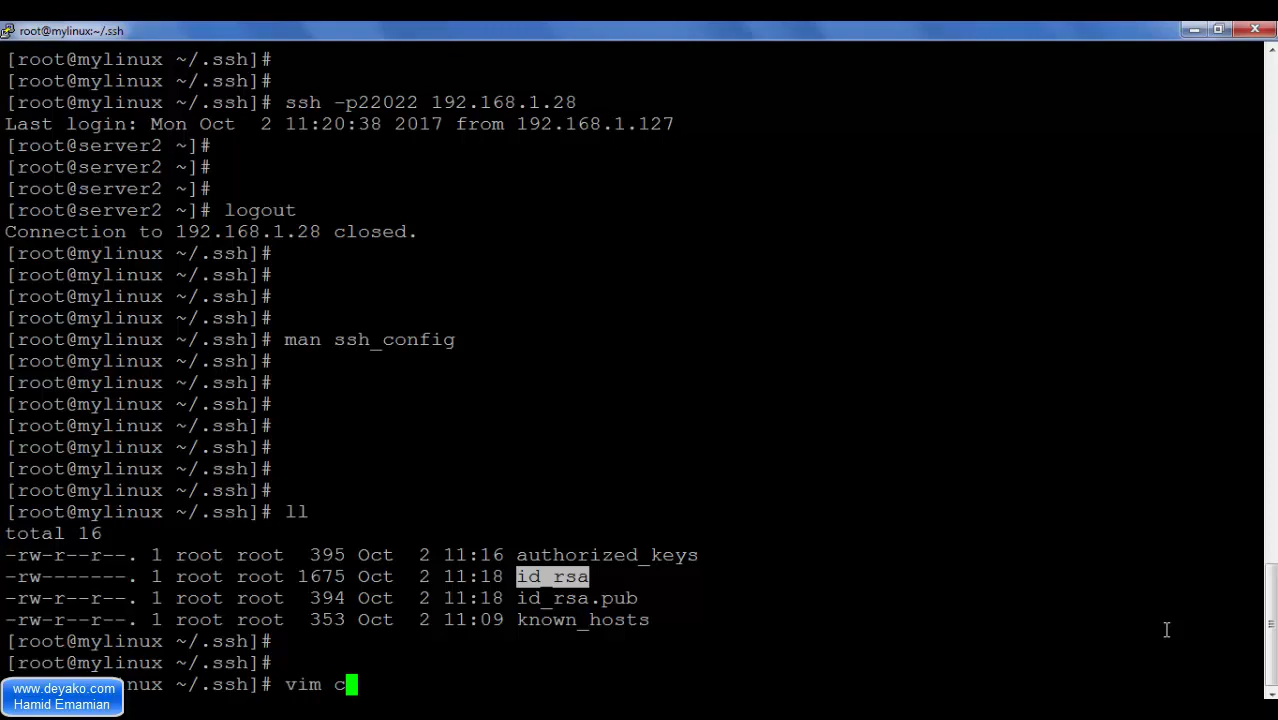 root@mylinux:~/.ssh
[root@mylinux ~/.ssh]#
[root@mylinux ~/.ssh]#
[root@mylinux ~/.ssh]# ssh -p22022 192.168.1.28
Last login: Mon Oct  2 11:20:38 2017 from 192.168.1.127
[root@server2 ~]#
[root@server2 ~]#
[root@server2 ~]#
[root@server2 ~]# logout
Connection to 192.168.1.28 closed.
[root@mylinux ~/.ssh]#
[root@mylinux ~/.ssh]#
[root@mylinux ~/.ssh]#
[root@mylinux ~/.ssh]#
[root@mylinux ~/.ssh]# man ssh_config
[root@mylinux ~/.ssh]#
[root@mylinux ~/.ssh]#
[root@mylinux ~/.ssh]#
[root@mylinux ~/.ssh]#
[root@mylinux ~/.ssh]#
[root@mylinux ~/.ssh]#
[root@mylinux ~/.ssh]#
[root@mylinux ~/.ssh]# ll
total 16
-rw-r--r--. 1 root root  395 Oct  2 11:16 authorized_keys
-rw-------. 1 root root 1675 Oct  2 11:18 id_rsa
-rw-r--r--. 1 root root  394 Oct  2 11:18 id_rsa.pub
-rw-r--r--. 1 root root  353 Oct  2 11:09 known_hosts
[root@mylinux ~/.ssh]#
[root@mylinux ~/.ssh]#
inux ~/.ssh]# vim c
www.deyako.com
Hamid Emamian